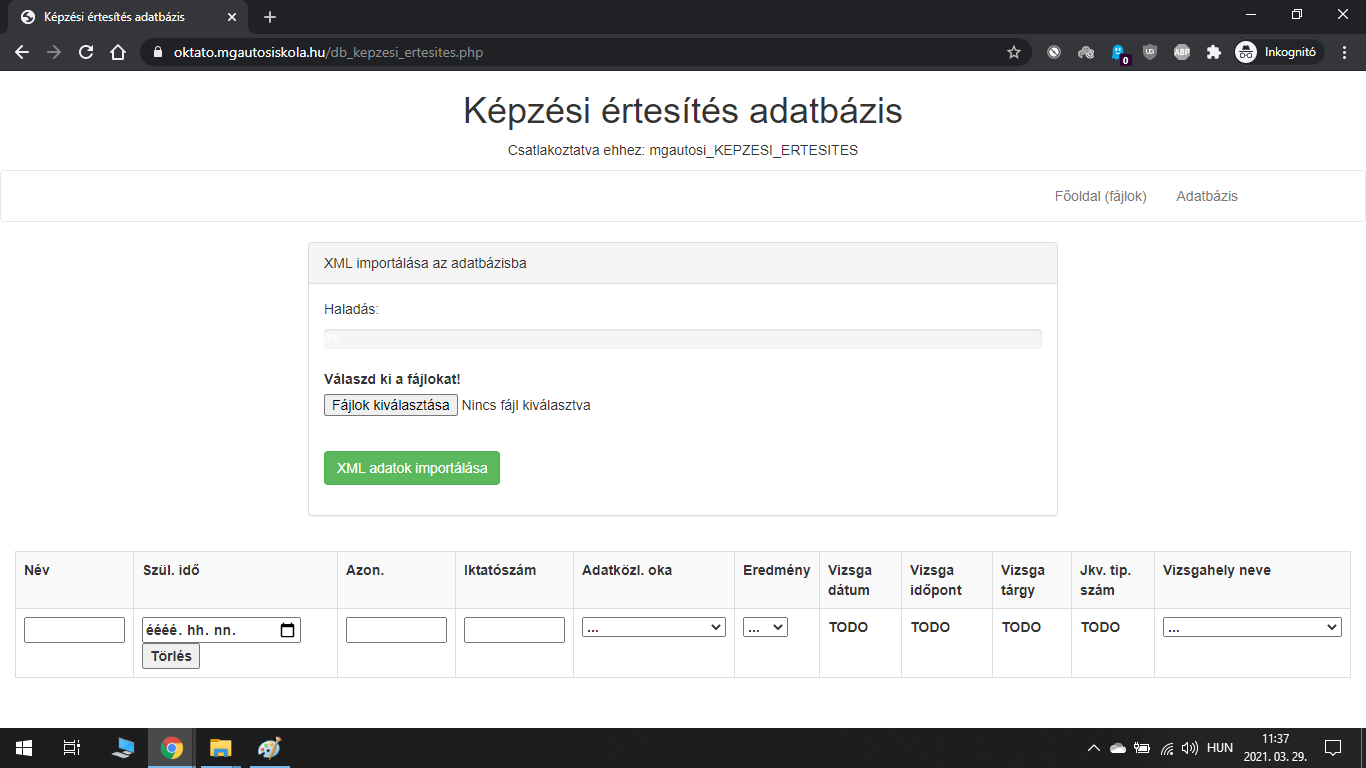 Képzési értesítés adatbázis
oktato.mgautosiskola.hu/db_kepzesi_ertesites.php
0
UD
ABP
Inkognitó
Képzési értesítés adatbázis
Csatlakoztatva ehhez: mgautosi_KEPZESI_ERTESITES
Főoldal (fájlok) Adatbázis
XML importálása az adatbázisba
Haladás:
0%
Válaszd ki a fájlokat!
Fájlok kiválasztása Nincs fájl kiválasztva
XML adatok importálása
Név Szül. idő Azon. Iktatószám Adatközl. oka Eredmény Vizsga dátum Vizsga időpont Vizsga tárgy Jkv. tip. szám Vizsgahely neve
éééé. hh. nn. ... ... TODO TODO TODO TODO ...
Törlés
HUN
11:37
2021. 03. 29.